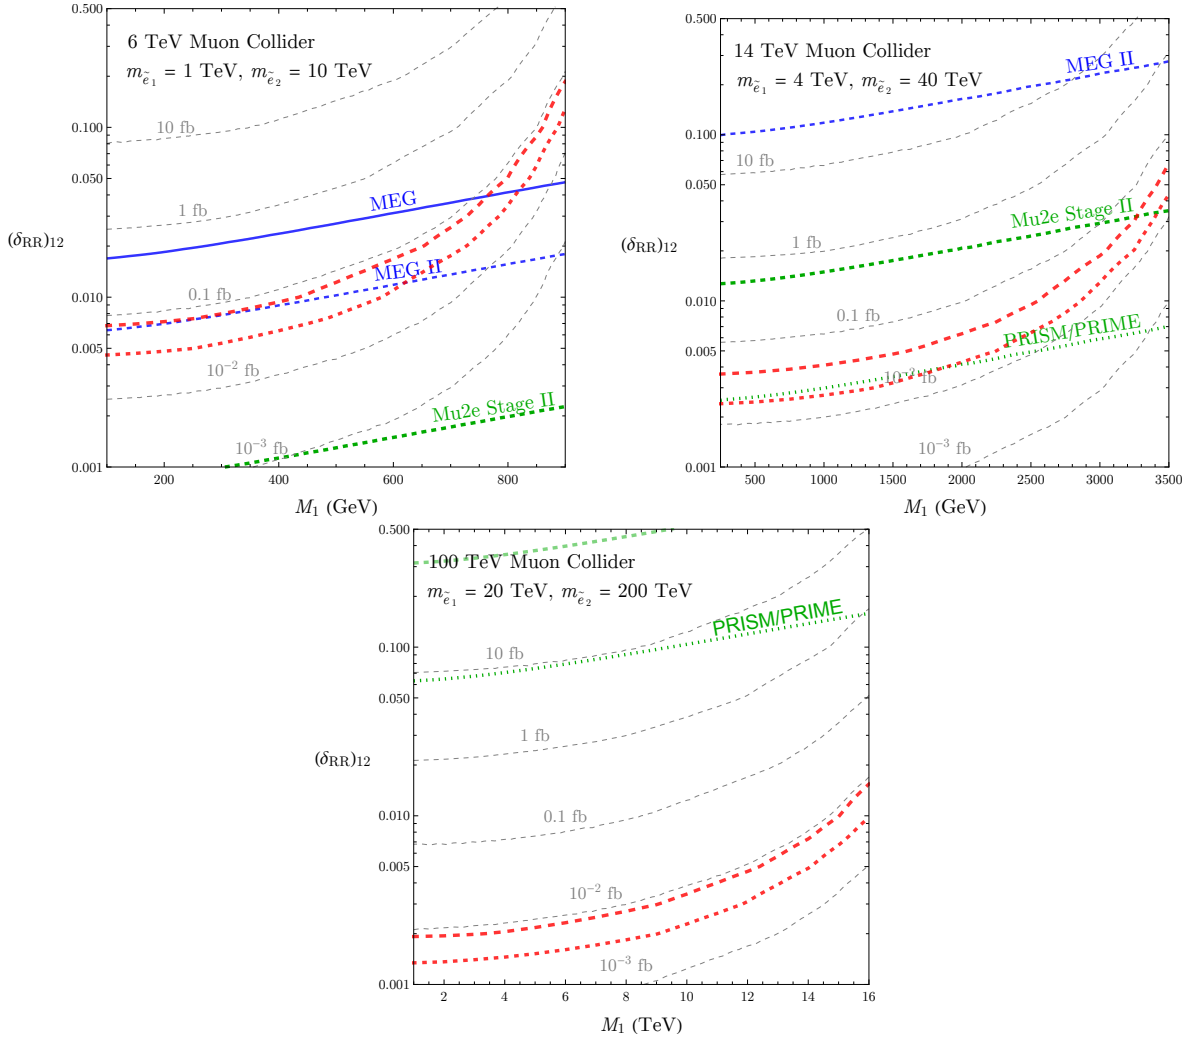 6 TeV Muon Collider
m_ẽ₁ = 1 TeV, m_ẽ₂ = 10 TeV
0.500
0.100
0.050
0.010
0.005
0.001
(δRR)12
10 fb
1 fb
0.1 fb
10⁻² fb
10⁻³ fb
MEG
MEG II
Mu2e Stage II
200 400 600 800
M₁ (GeV)
14 TeV Muon Collider
m_ẽ₁ = 4 TeV, m_ẽ₂ = 40 TeV
0.500
0.100
0.050
0.010
0.005
0.001
(δRR)12
MEG II
10 fb
1 fb
0.1 fb
10⁻² fb
10⁻³ fb
Mu2e Stage II
PRISM/PRIME
500 1000 1500 2000 2500 3000 3500
M₁ (GeV)
100 TeV Muon Collider
m_ẽ₁ = 20 TeV, m_ẽ₂ = 200 TeV
0.500
0.100
0.050
0.010
0.005
0.001
(δRR)12
PRISM/PRIME
10 fb
1 fb
0.1 fb
10⁻² fb
10⁻³ fb
2 4 6 8 10 12 14 16
M₁ (TeV)